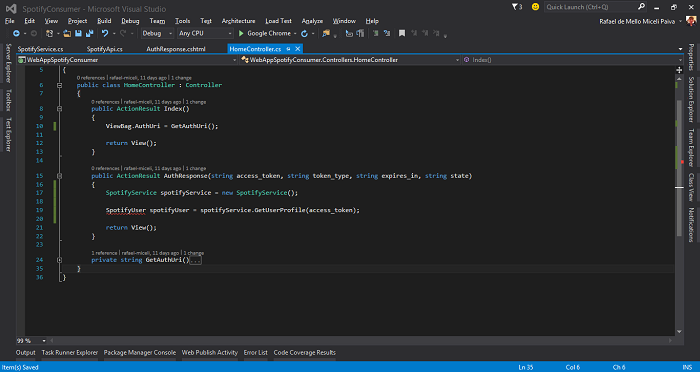 SpotifyConsumer - Microsoft Visual Studio
3
Quick Launch (Ctrl+Q)
File Edit View Project Build Debug Team Tools Test Architecture Load Test Analyze Window Help
Rafael de Mello Miceli Paiva
Debug Any CPU Google Chrome
SpotifyService.cs SpotifyApi.cs AuthResponse.cshtml HomeController.cs
WebAppSpotifyConsumer WebAppSpotifyConsumer.Controllers.HomeController Index()
5 {
0 references | rafael-miceli, 11 days ago | 1 change
6 public class HomeController : Controller
7 {
0 references | rafael-miceli, 11 days ago | 1 change
8 public ActionResult Index()
9 {
10 ViewBag.AuthUri = GetAuthUri();
11
12 return View();
13 }
14
0 references | rafael-miceli, 11 days ago | 1 change
15 public ActionResult AuthResponse(string access_token, string token_type, string expires_in, string state)
16 {
17 SpotifyService spotifyService = new SpotifyService();
18
19 SpotifyUser spotifyUser = spotifyService.GetUserProfile(access_token);
20
21 return View();
22 }
23
1 reference | rafael-miceli, 11 days ago | 1 change
24 private string GetAuthUri()...
35 }
36 }
Server Explorer
Toolbox
Test Explorer
Properties
Solution Explorer
Team Explorer
Class View
Notifications
99 %
Output Task Runner Explorer Package Manager Console Web Publish Activity Error List Code Coverage Results
Item(s) Saved Ln 35 Col 6 Ch 6 INS